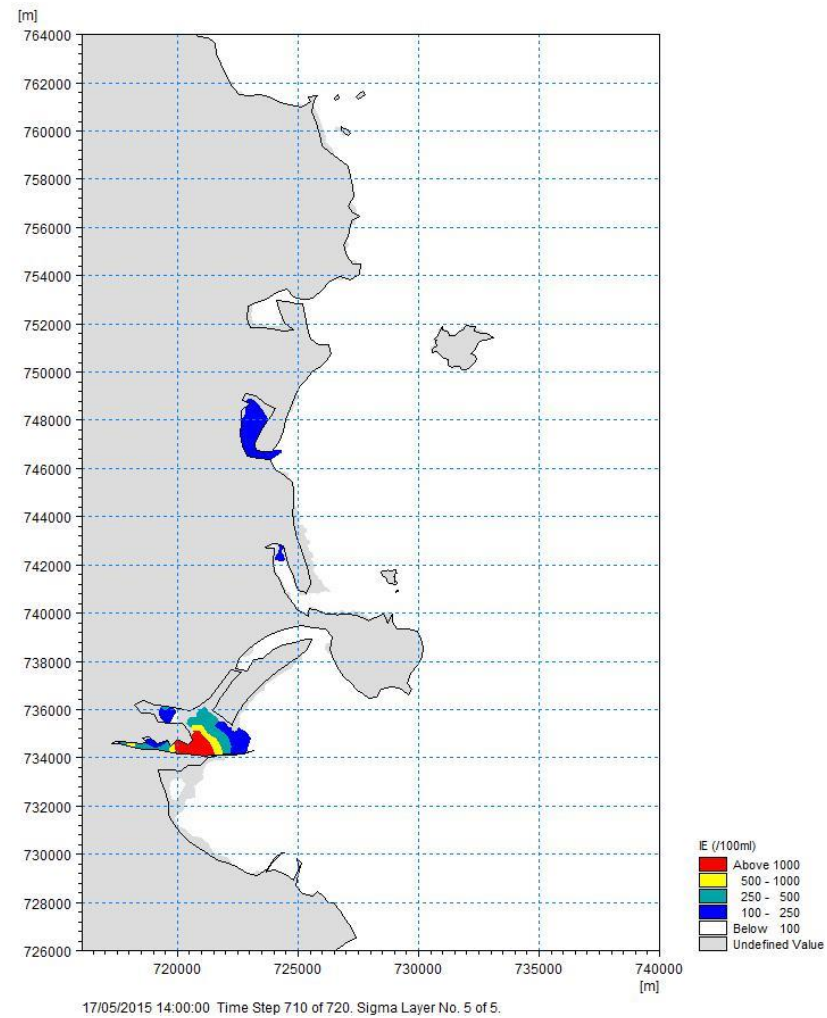 [m]
764000
762000
760000
758000
756000
754000
752000
750000
748000
746000
744000
742000
740000
738000
736000
734000
732000
730000
728000
726000
720000 725000 730000 735000 740000
[m]
IE (/100ml)
Above 1000
500 - 1000
250 - 500
100 - 250
Below 100
Undefined Value
17/05/2015 14:00:00 Time Step 710 of 720. Sigma Layer No. 5 of 5.